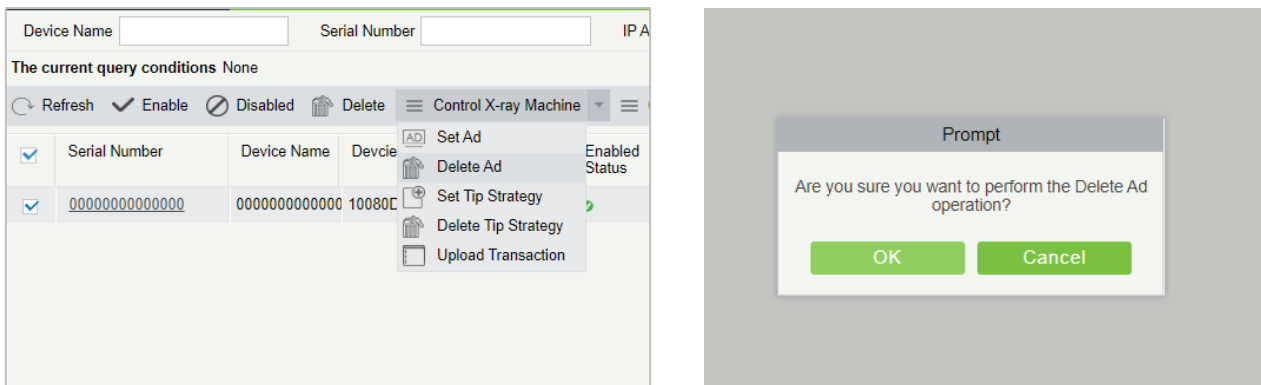 Device Name Serial Number IP A
The current query conditions None
Refresh Enable Disabled Delete Control X-ray Machine
Serial Number Device Name Devcie Enabled
Status
00000000000000 0000000000000 10080D
AD Set Ad
Delete Ad
Set Tip Strategy
Delete Tip Strategy
Upload Transaction
Prompt
Are you sure you want to perform the Delete Ad
operation?
OK Cancel